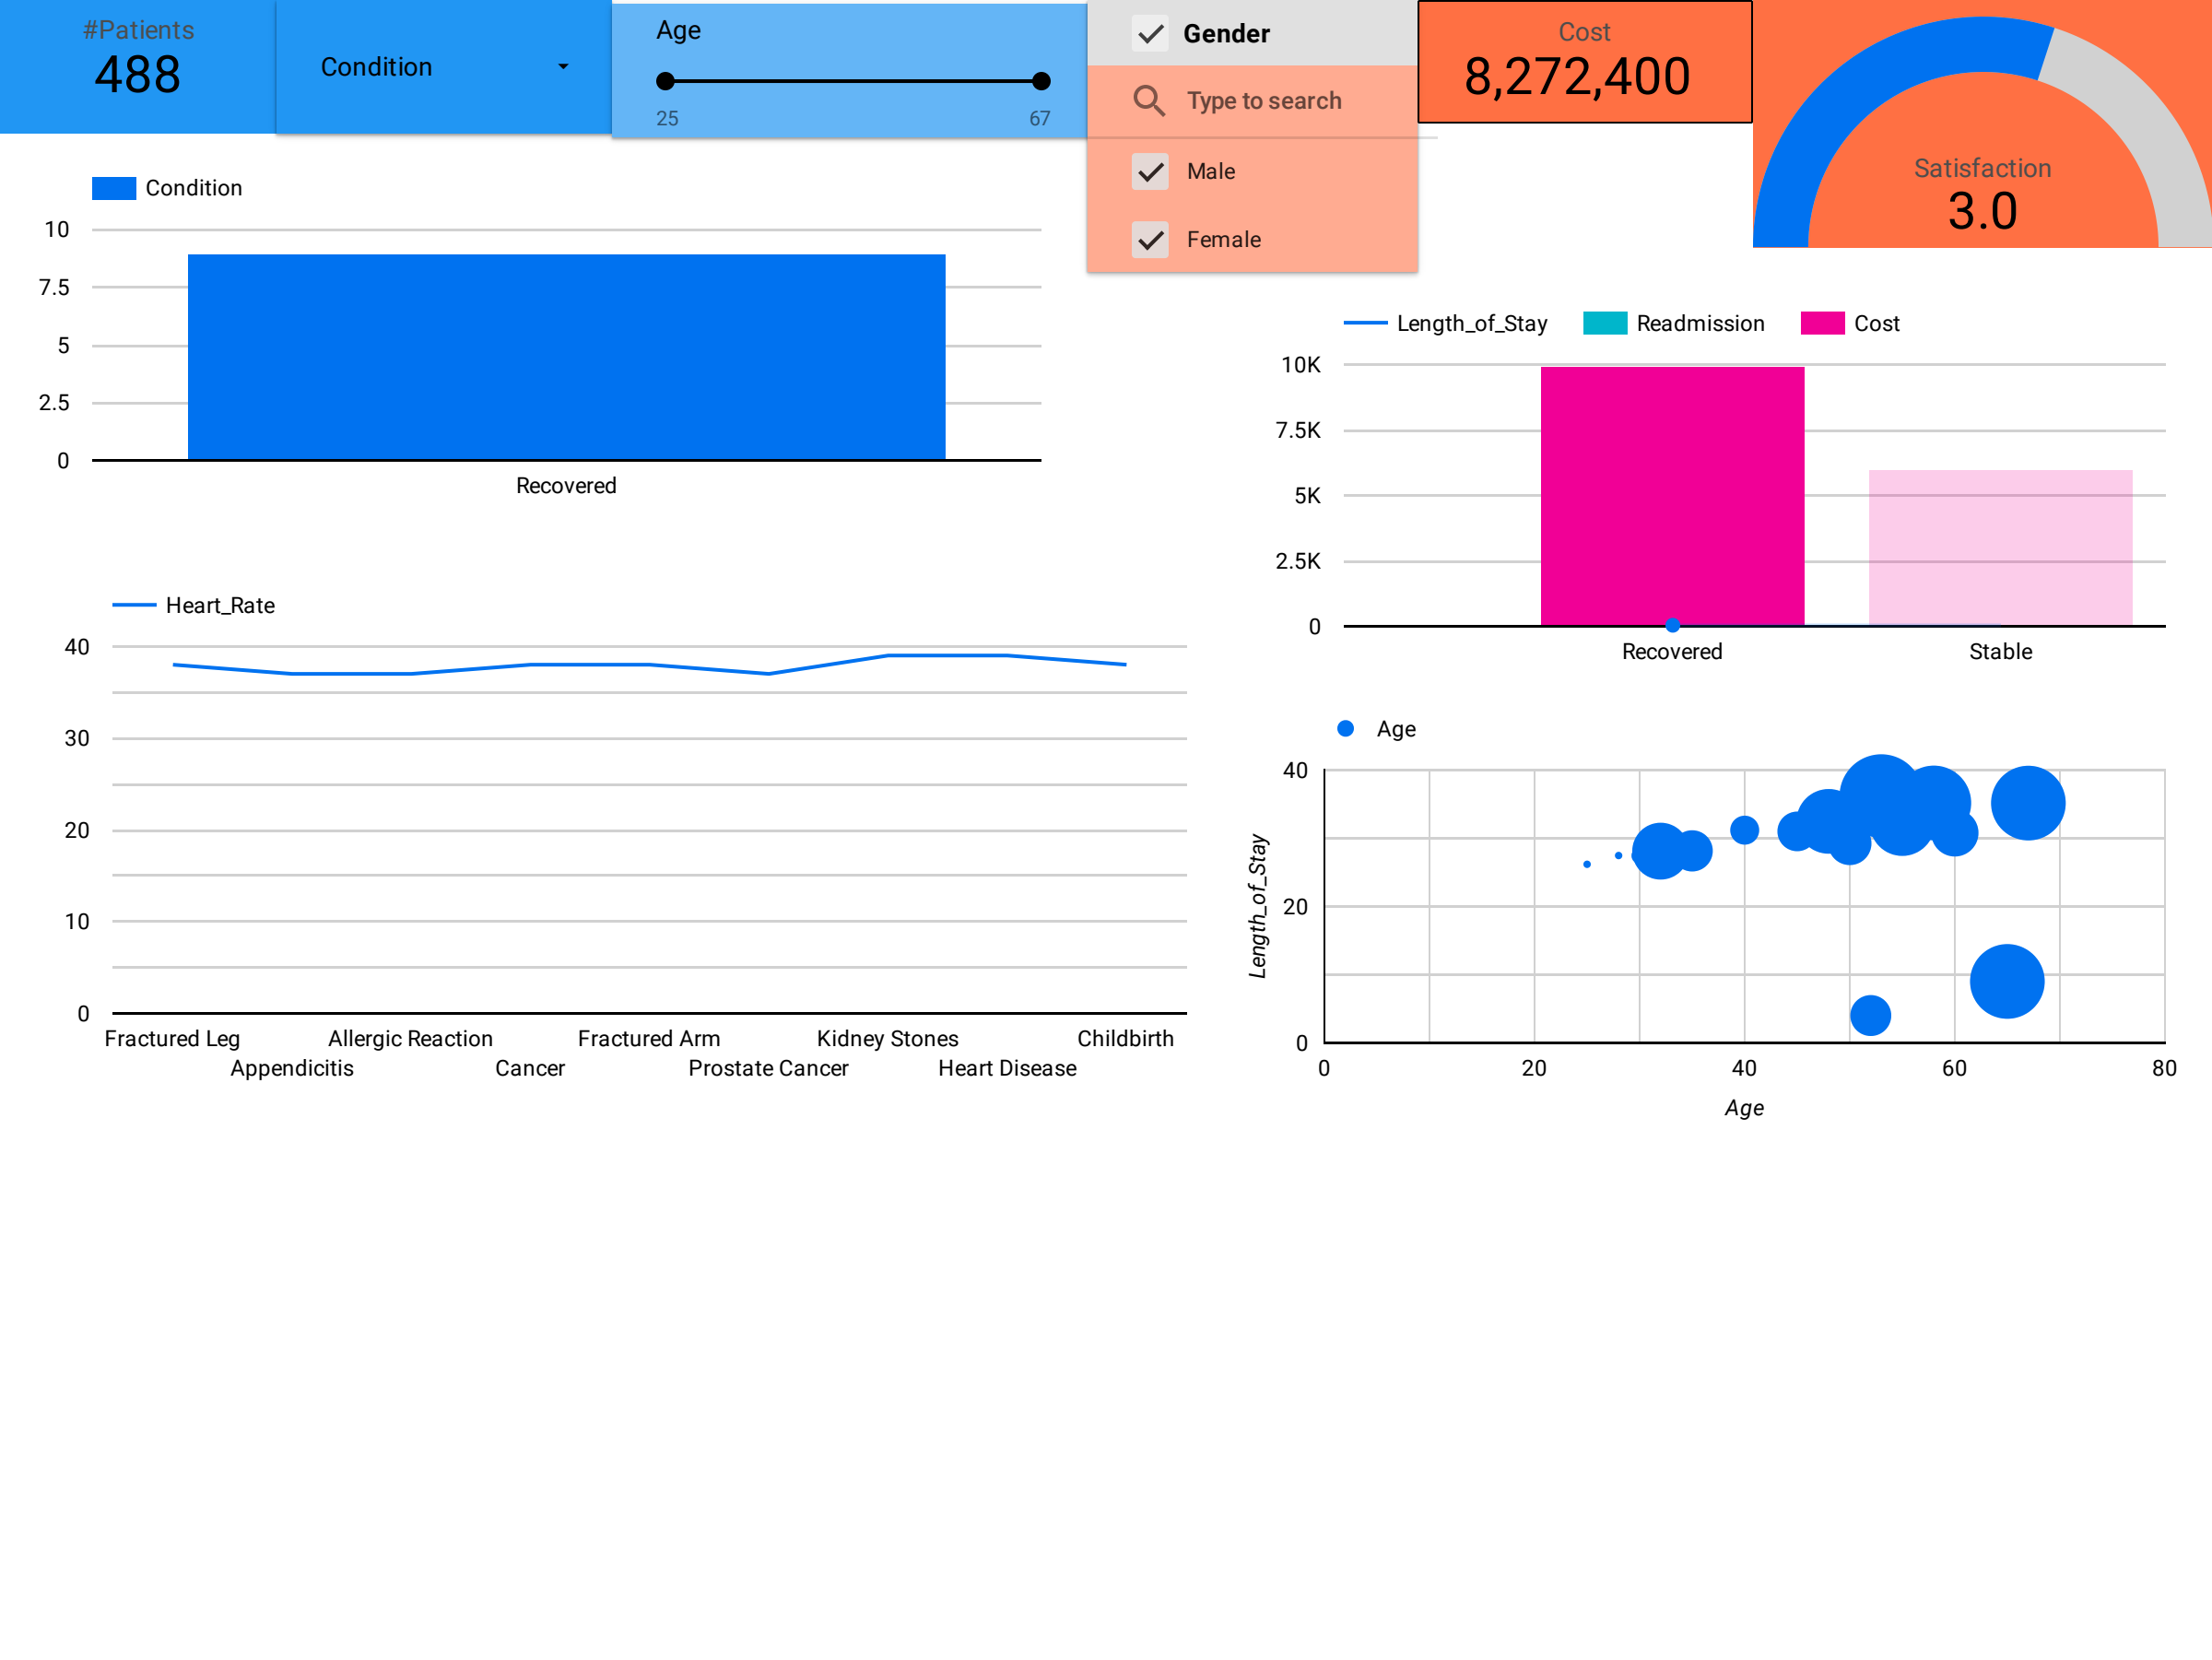 #Patients
488
Condition
Age
25 67
Gender
Type to search
Male
Female
Cost
8,272,400
Satisfaction
3.0
Condition
10
7.5
5
2.5
0
Recovered
Length_of_Stay Readmission Cost
10K
7.5K
5K
2.5K
0
Recovered Stable
Heart_Rate
40
30
20
10
0
Fractured Leg Allergic Reaction Fractured Arm Kidney Stones Childbirth
Appendicitis Cancer Prostate Cancer Heart Disease
Age
Length_of_Stay
40
20
0
0 20 40 60 80
Age